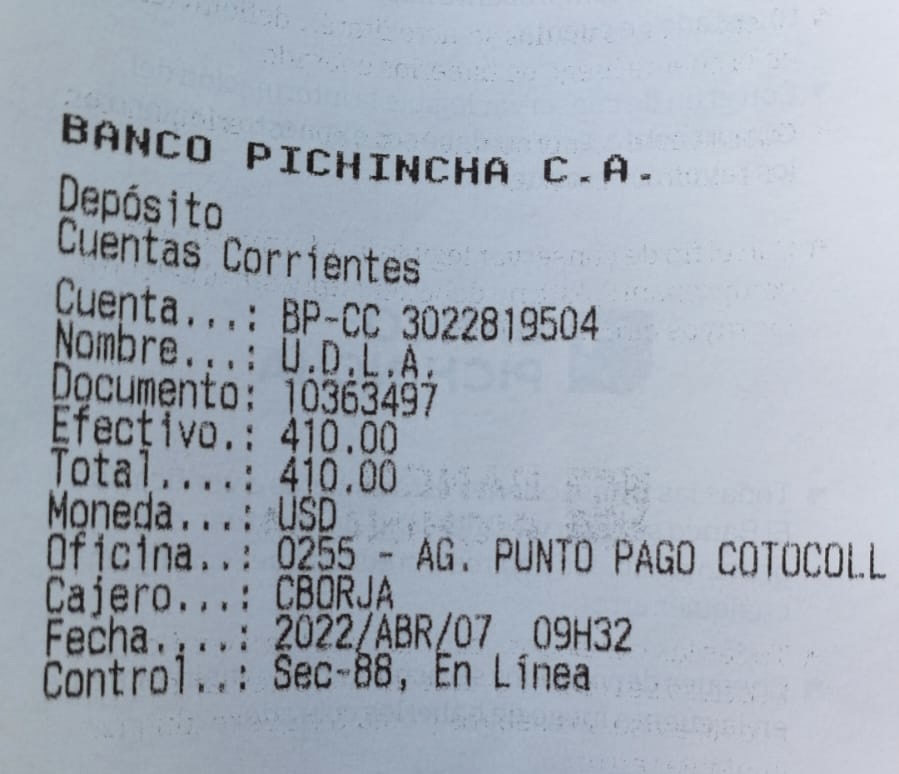 BANCO PICHINCHA C.A.
Depósito
Cuentas Corrientes
Cuenta...: BP-CC 3022819504
Nombre...: U.D.L.A.
Documento: 10363497
Efectivo.: 410.00
Total....: 410.00
Moneda...: USD
Oficina..: 0255 - AG. PUNTO PAGO COTOCOLL
Cajero...: CBORJA
Fecha....: 2022/ABR/07 09H32
Control..: Sec-88, En Línea